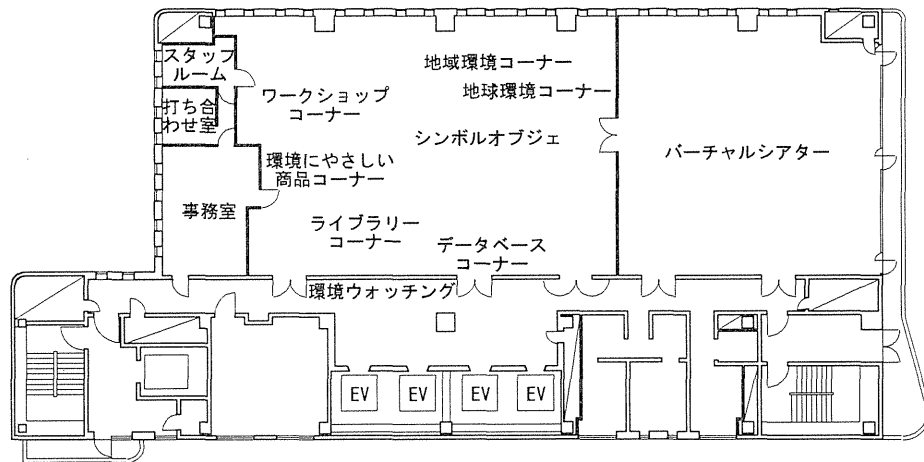 スタッフ
ルーム
地域環境コーナー
地球環境コーナー
ワークショップ
コーナー
打ち合
わせ室
シンボルオブジェ
バーチャルシアター
環境にやさしい
商品コーナー
事務室
ライブラリー
コーナー
データベース
コーナー
環境ウォッチング
EV
EV
EV
EV